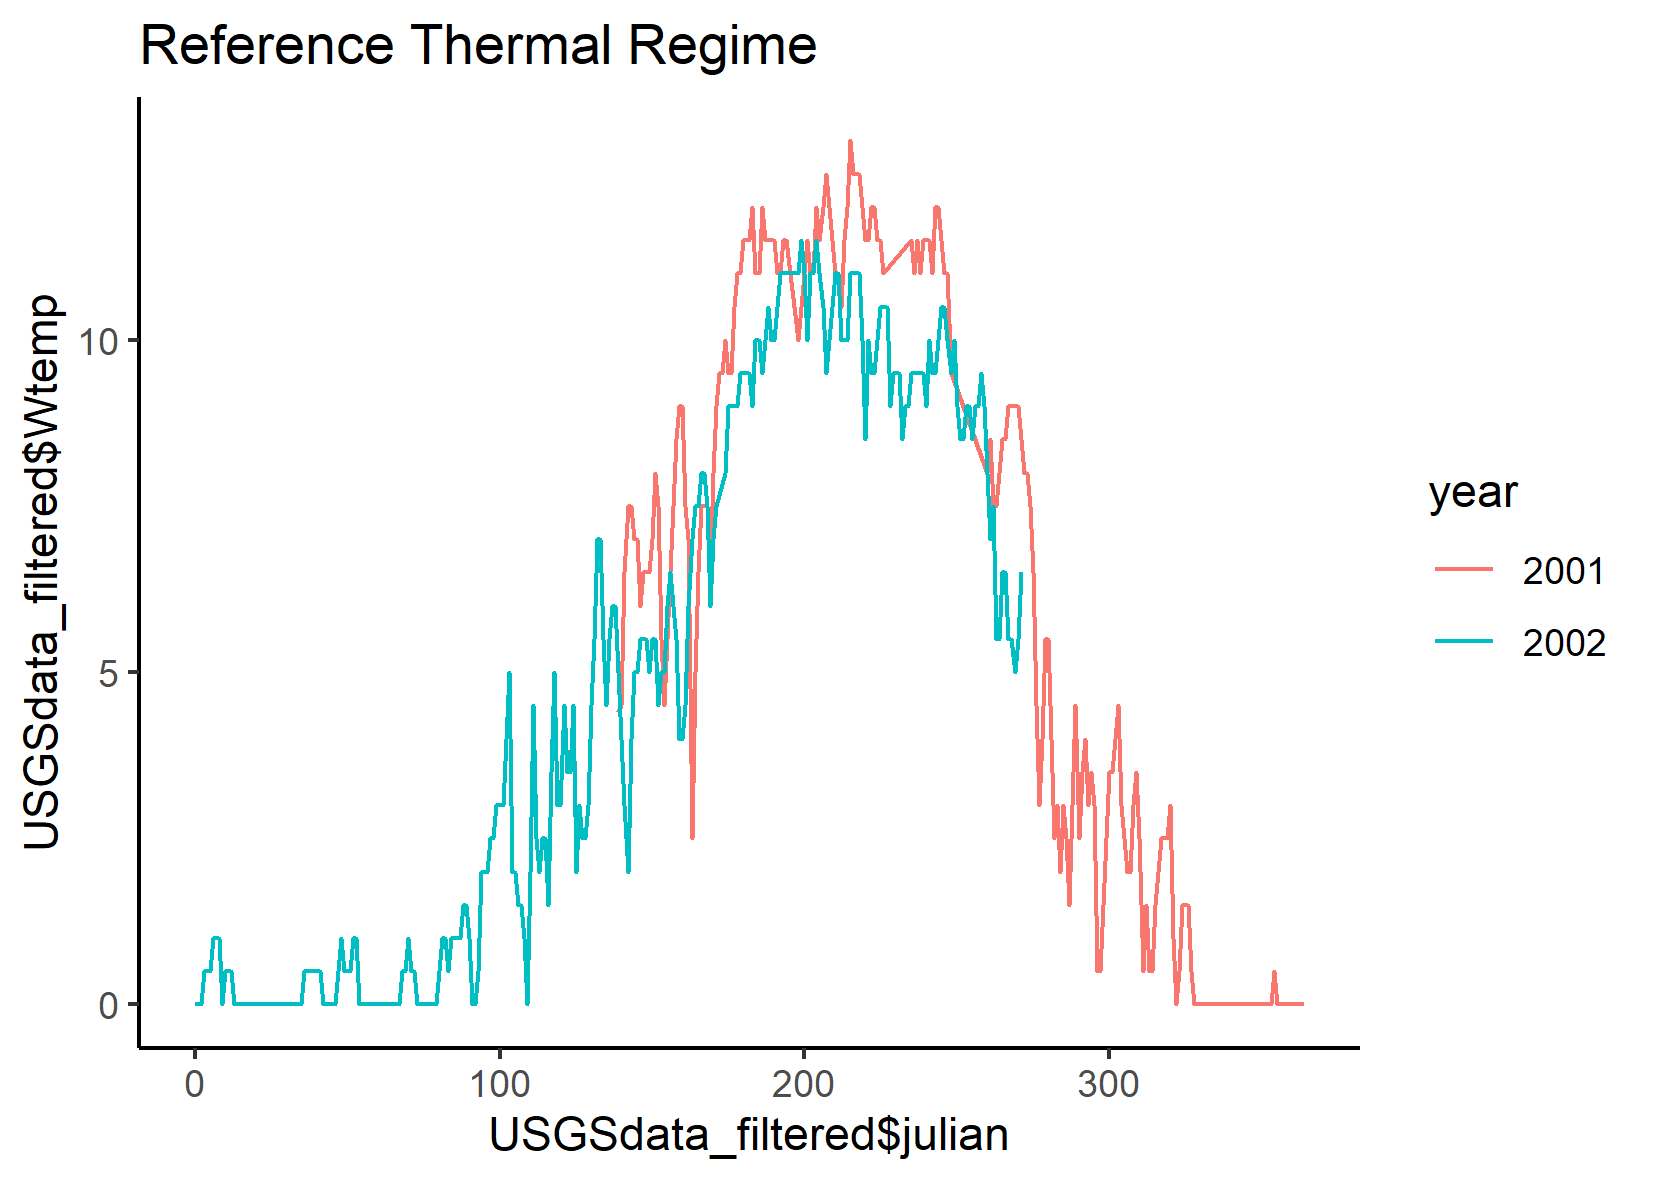 Reference Thermal Regime
USGSdata_filtered$Wtemp
10
5
0
0 100 200 300
USGSdata_filtered$julian
year
2001
2002